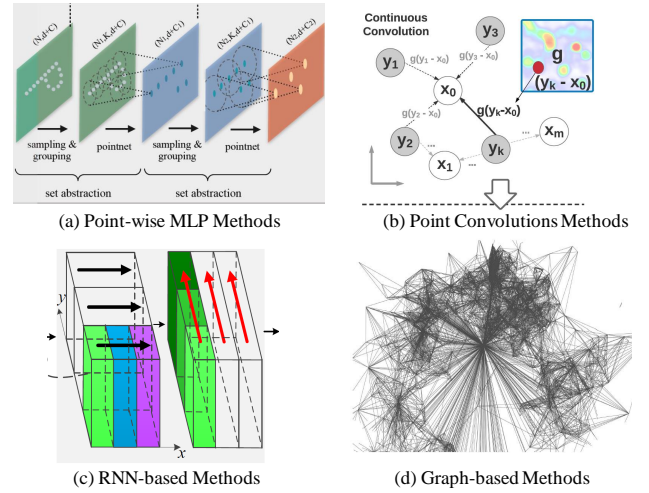 (N,d+C)
(N1,d+C)
(N1,K,d+C)
(N1,d+C1)
(N2,K,d+C1)
(N2,d+C2)
sampling &
grouping
pointnet
sampling &
grouping
pointnet
set abstraction
set abstraction
(a) Point-wise MLP Methods
Continuous
Convolution
y1
y3
g(y1 - x0)
g(y3 - x0)
x0
g
(yk - x0)
g(yk-x0)
g(y2 - x0)
y2
yk
...
...
xm
x1
(b) Point Convolutions Methods
y
x
(c) RNN-based Methods
(d) Graph-based Methods